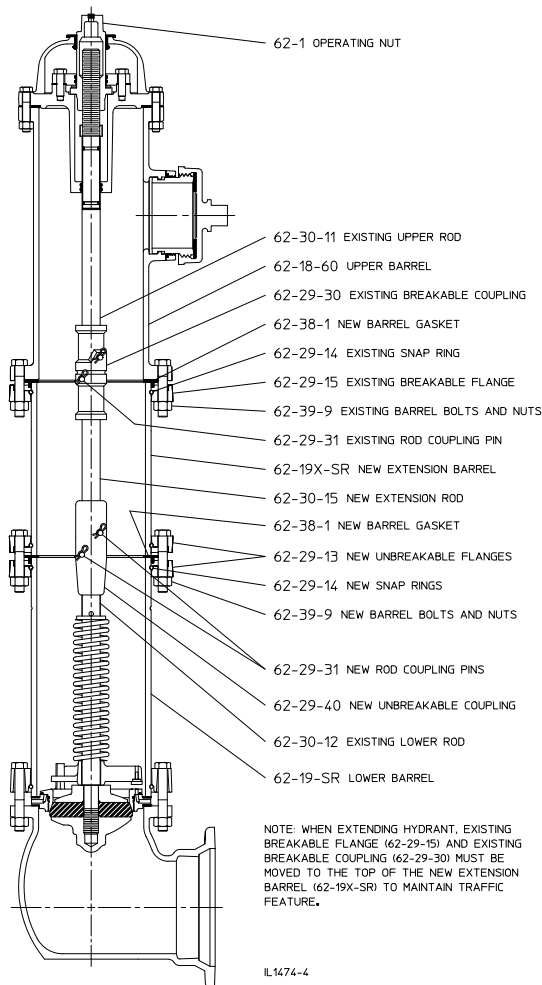 62-1 OPERATING NUT
62-30-11 EXISTING UPPER ROD
62-18-60 UPPER BARREL
62-29-30 EXISTING BREAKABLE COUPLING
62-38-1 NEW BARREL GASKET
62-29-14 EXISTING SNAP RING
62-29-15 EXISTING BREAKABLE FLANGE
62-39-9 EXISTING BARREL BOLTS AND NUTS
62-29-31 EXISTING ROD COUPLING PIN
62-19X-SR NEW EXTENSION BARREL
62-30-15 NEW EXTENSION ROD
62-38-1 NEW BARREL GASKET
62-29-13 NEW UNBREAKABLE FLANGES
62-29-14 NEW SNAP RINGS
62-39-9 NEW BARREL BOLTS AND NUTS
62-29-31 NEW ROD COUPLING PINS
62-29-40 NEW UNBREAKABLE COUPLING
62-30-12 EXISTING LOWER ROD
62-19-SR LOWER BARREL
NOTE: WHEN EXTENDING HYDRANT, EXISTING
BREAKABLE FLANGE (62-29-15) AND EXISTING
BREAKABLE COUPLING (62-29-30) MUST BE
MOVED TO THE TOP OF THE NEW EXTENSION
BARREL (62-19X-SR) TO MAINTAIN TRAFFIC
FEATURE.
IL1474-4